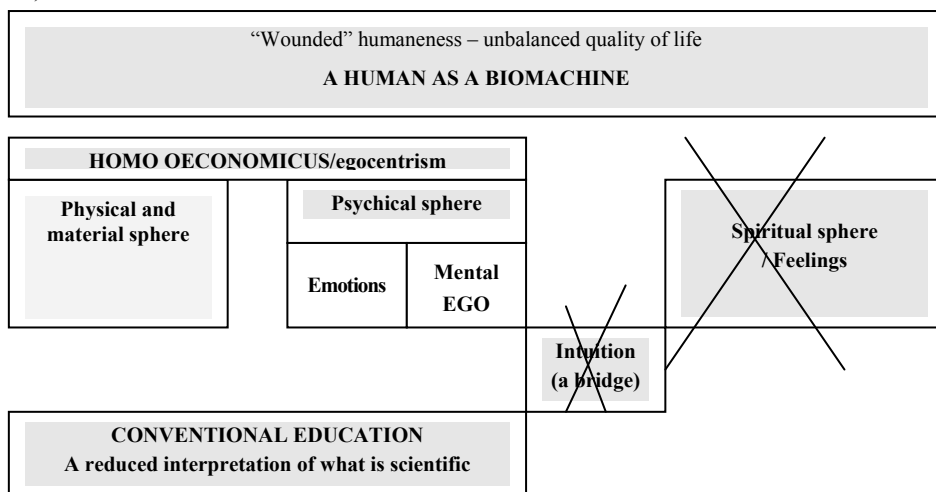 “Wounded” humaneness – unbalanced quality of life
A HUMAN AS A BIOMACHINE
HOMO OECONOMICUS/egocentrism
Physical and
material sphere
Psychical sphere
Emotions
Mental
EGO
Spiritual sphere
/ Feelings
Intuition
(a bridge)
CONVENTIONAL EDUCATION
A reduced interpretation of what is scientific